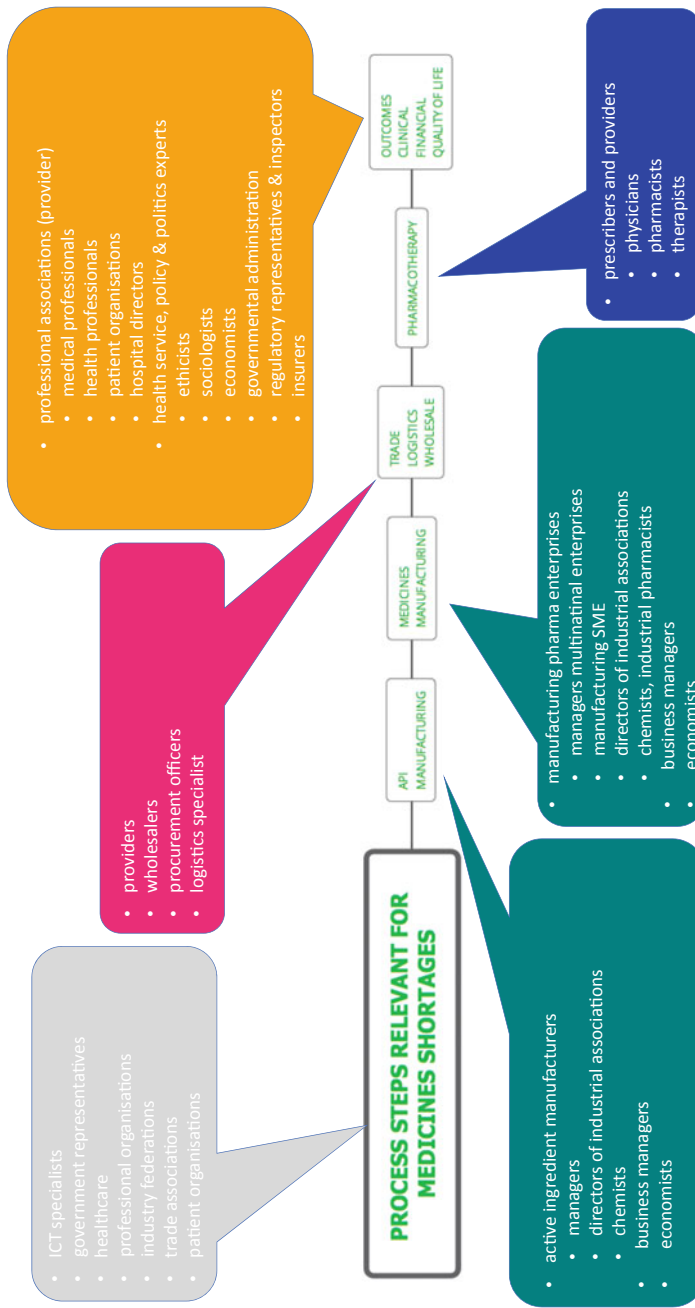 • ICT specialists
• government representatives
• healthcare
• professional organisations
• industry federations
• trade associations
• patient organisations
• providers
• wholesalers
• procurement officers
• logistics specialist
• professional associations (provider)
• medical professionals
• health professionals
• patient organisations
• hospital directors
• health service, policy & politics experts
• ethicists
• sociologists
• economists
• governmental administration
• regulatory representatives & inspectors
• insurers
PROCESS STEPS RELEVANT FOR
MEDICINES SHORTAGES
API
MANUFACTURING
MEDICINES
MANUFACTURING
TRADE
LOGISTICS
WHOLESALE
PHARMACOTHERAPY
OUTCOMES
CLINICAL
FINANCIAL
QUALITY OF LIFE
• active ingredient manufacturers
• managers
• directors of industrial associations
• chemists
• business managers
• economists
• manufacturing pharma enterprises
• managers multinatinal enterprises
• manufacturing SME
• directors of industrial associations
• chemists, industrial pharmacists
• business managers
• economists
• prescribers and providers
• physicians
• pharmacists
• therapists